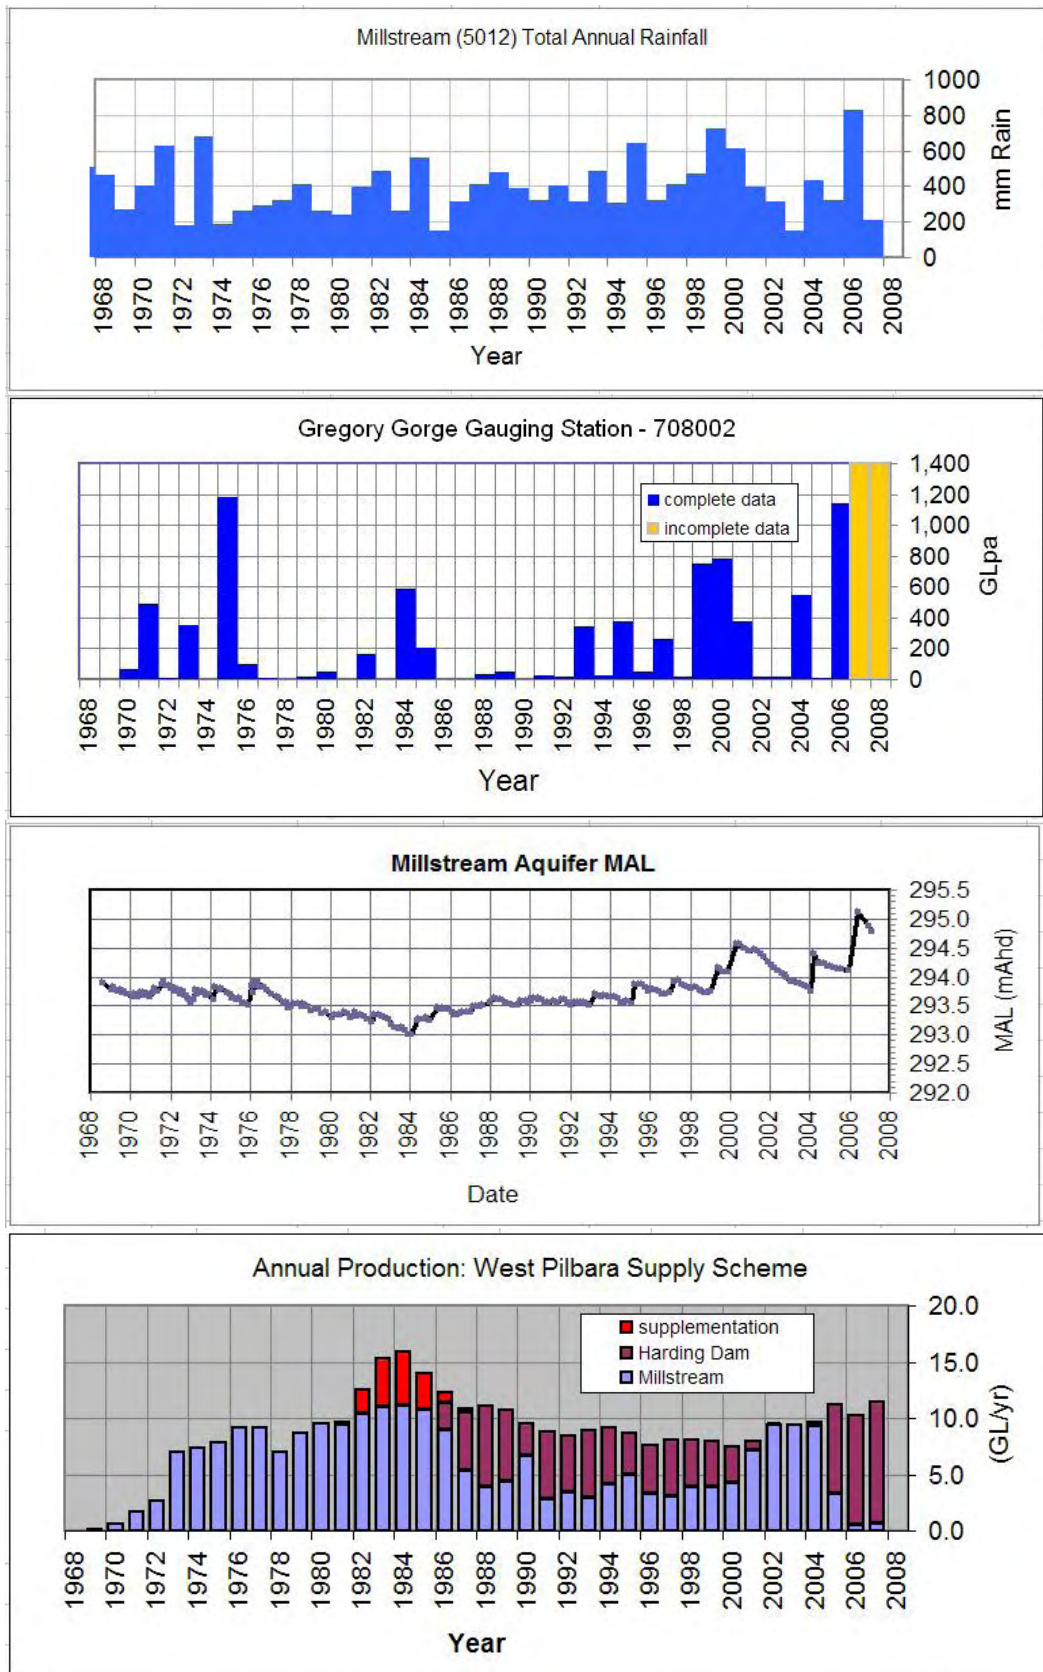 Millstream (5012) Total Annual Rainfall
1000
800
600
400
200
0
mm Rain
1968 1970 1972 1974 1976 1978 1980 1982 1984 1986 1988 1990 1992 1994 1996 1998 2000 2002 2004 2006 2008
Year
Gregory Gorge Gauging Station - 708002
complete data
incomplete data
1,400
1,200
1,000
800
600
400
200
0
GLpa
1968 1970 1972 1974 1976 1978 1980 1982 1984 1986 1988 1990 1992 1994 1996 1998 2000 2002 2004 2006 2008
Year
Millstream Aquifer MAL
295.5
295.0
294.5
294.0
293.5
293.0
292.5
292.0
MAL (mAhd)
1968 1970 1972 1974 1976 1978 1980 1982 1984 1986 1988 1990 1992 1994 1996 1998 2000 2002 2004 2006 2008
Date
Annual Production: West Pilbara Supply Scheme
supplementation
Harding Dam
Millstream
20.0
15.0
10.0
5.0
0.0
(GL/yr)
1968 1970 1972 1974 1976 1978 1980 1982 1984 1986 1988 1990 1992 1994 1996 1998 2000 2002 2004 2006 2008
Year